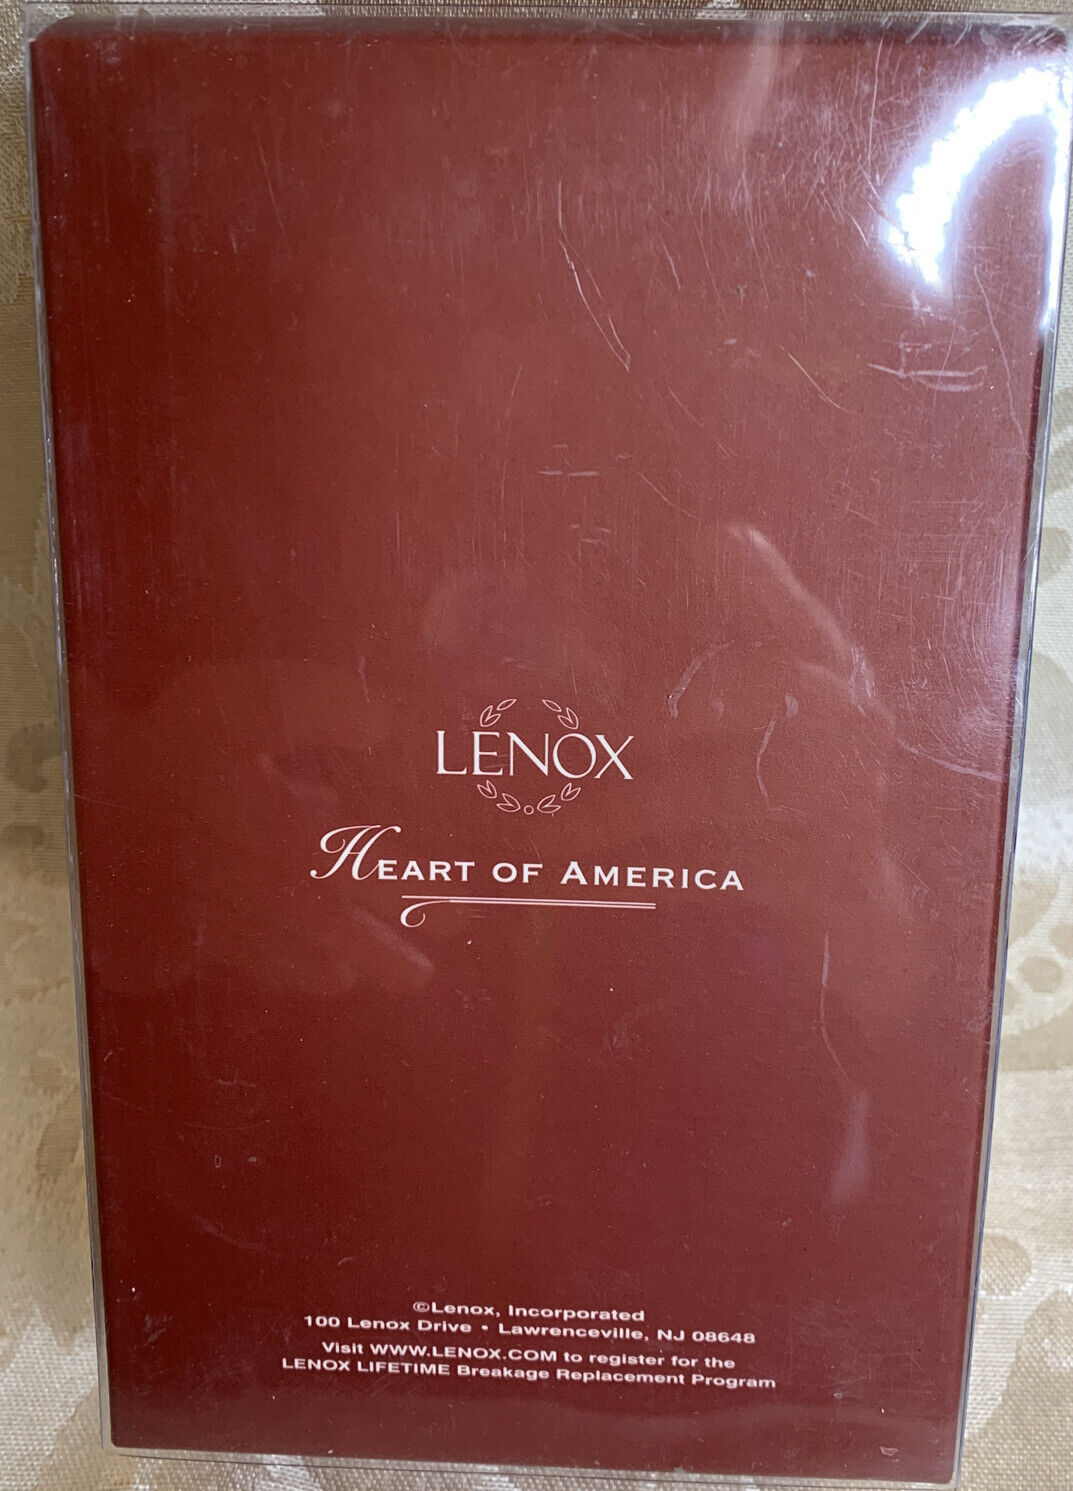 LENOX
HEART OF AMERICA
©Lenox, Incorporated
100 Lenox Drive • Lawrenceville, NJ 08648
Visit WWW.LENOX.COM to register for the
LENOX LIFETIME Breakage Replacement Program